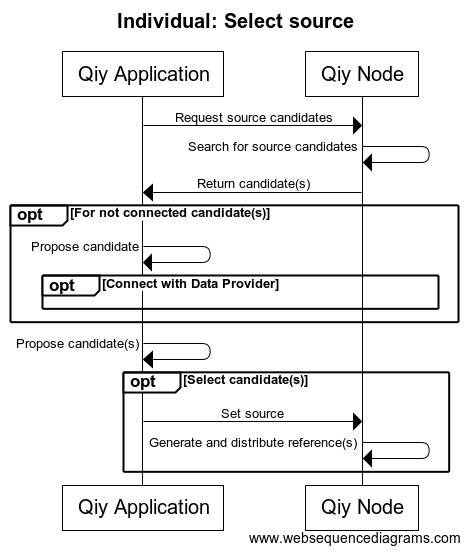 Individual: Select source
Qiy Application
Qiy Node
Request source candidates
Search for source candidates
Return candidate(s)
opt
[For not connected candidate(s)]
Propose candidate
opt
[Connect with Data Provider]
Propose candidate(s)
opt
[Select candidate(s)]
Set source
Generate and distribute reference(s)
Qiy Application
Qiy Node
www.websequencediagrams.com